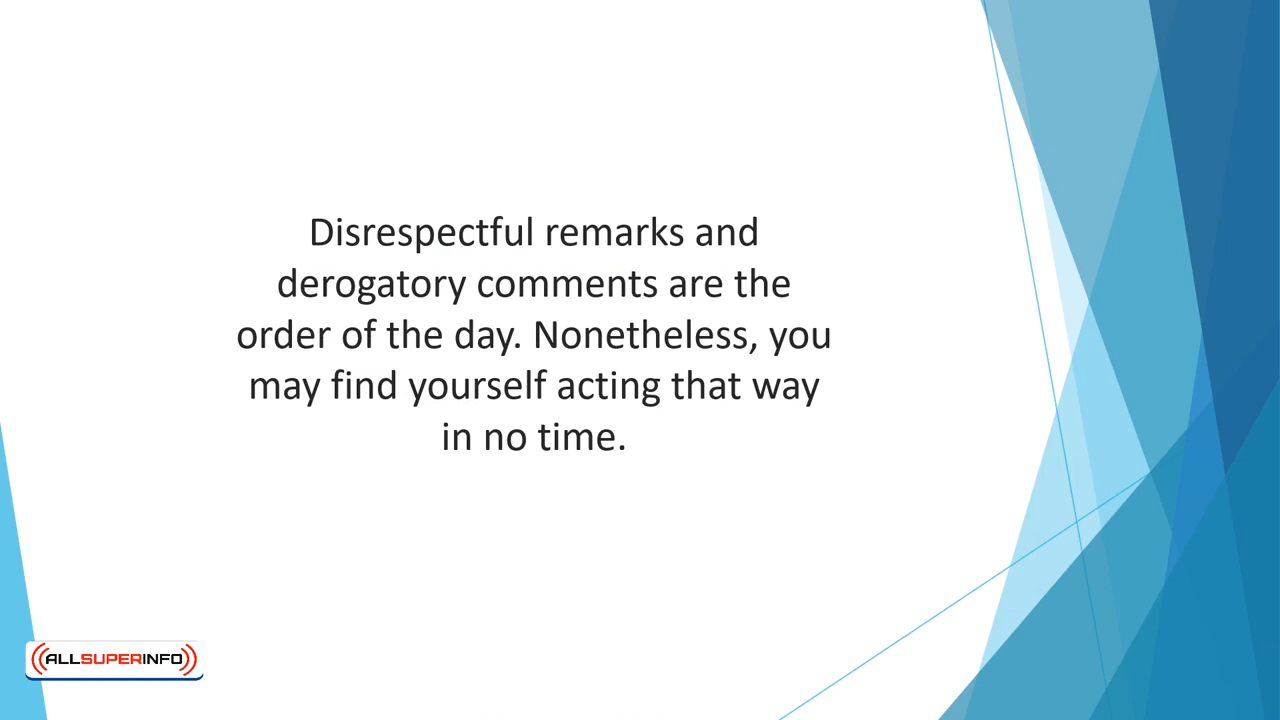 Disrespectful remarks and
derogatory comments are the
order of the day. Nonetheless, you
may find yourself acting that way
in no time.
ALLSUPERINFO